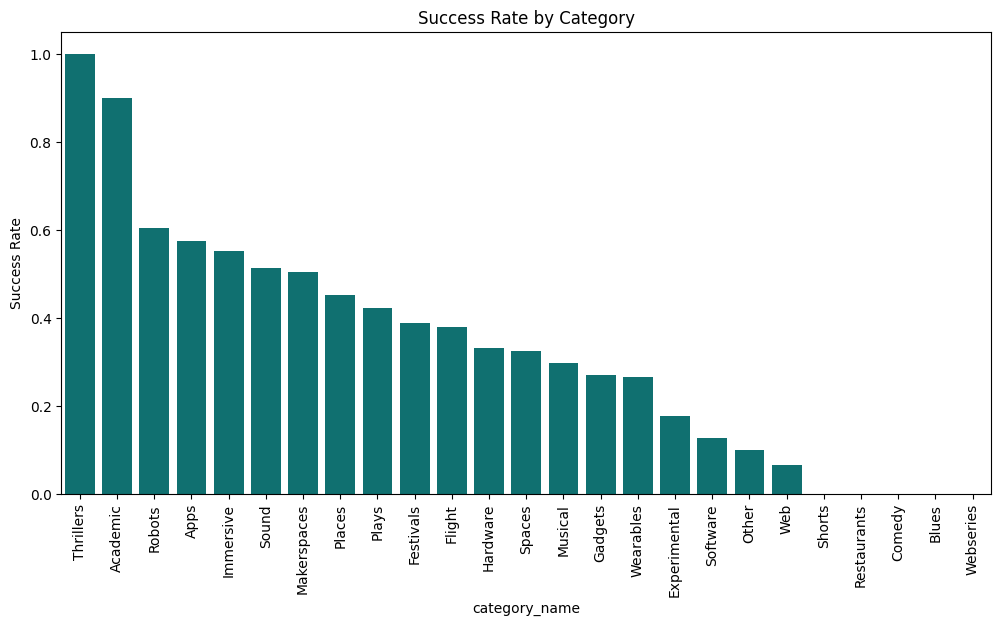 Success Rate by Category
Success Rate
1.0
0.8
0.6
0.4
0.2
0.0
Thrillers
Academic
Robots
Apps
Immersive
Sound
Makerspaces
Places
Plays
Festivals
Flight
Hardware
Spaces
Musical
Gadgets
Wearables
Experimental
Software
Other
Web
Shorts
Restaurants
Comedy
Blues
Webseries
category_name